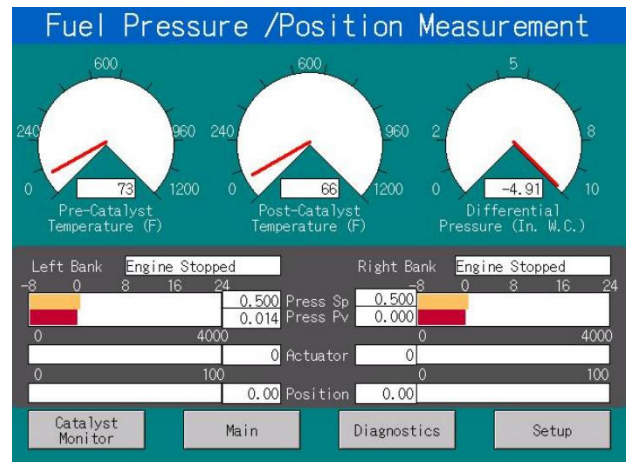 Fuel Pressure /Position Measurement
600 600 5
240 960 240 960 2 8
0 73 1200 0 66 1200 0 -4.91 10
Pre-Catalyst Temperature (F)
Post-Catalyst Temperature (F)
Differential Pressure (In. W.C.)
Left Bank Engine Stopped Right Bank Engine Stopped
-8 0 8 16 24 -8 0 8 16 24
0.500 Press Sp 0.500
0.014 Press Pv 0.000
0 4000 0 4000
0 Actuator 0
0 100 0 100
0.00 Position 0.00
Catalyst Monitor
Main
Diagnostics
Setup